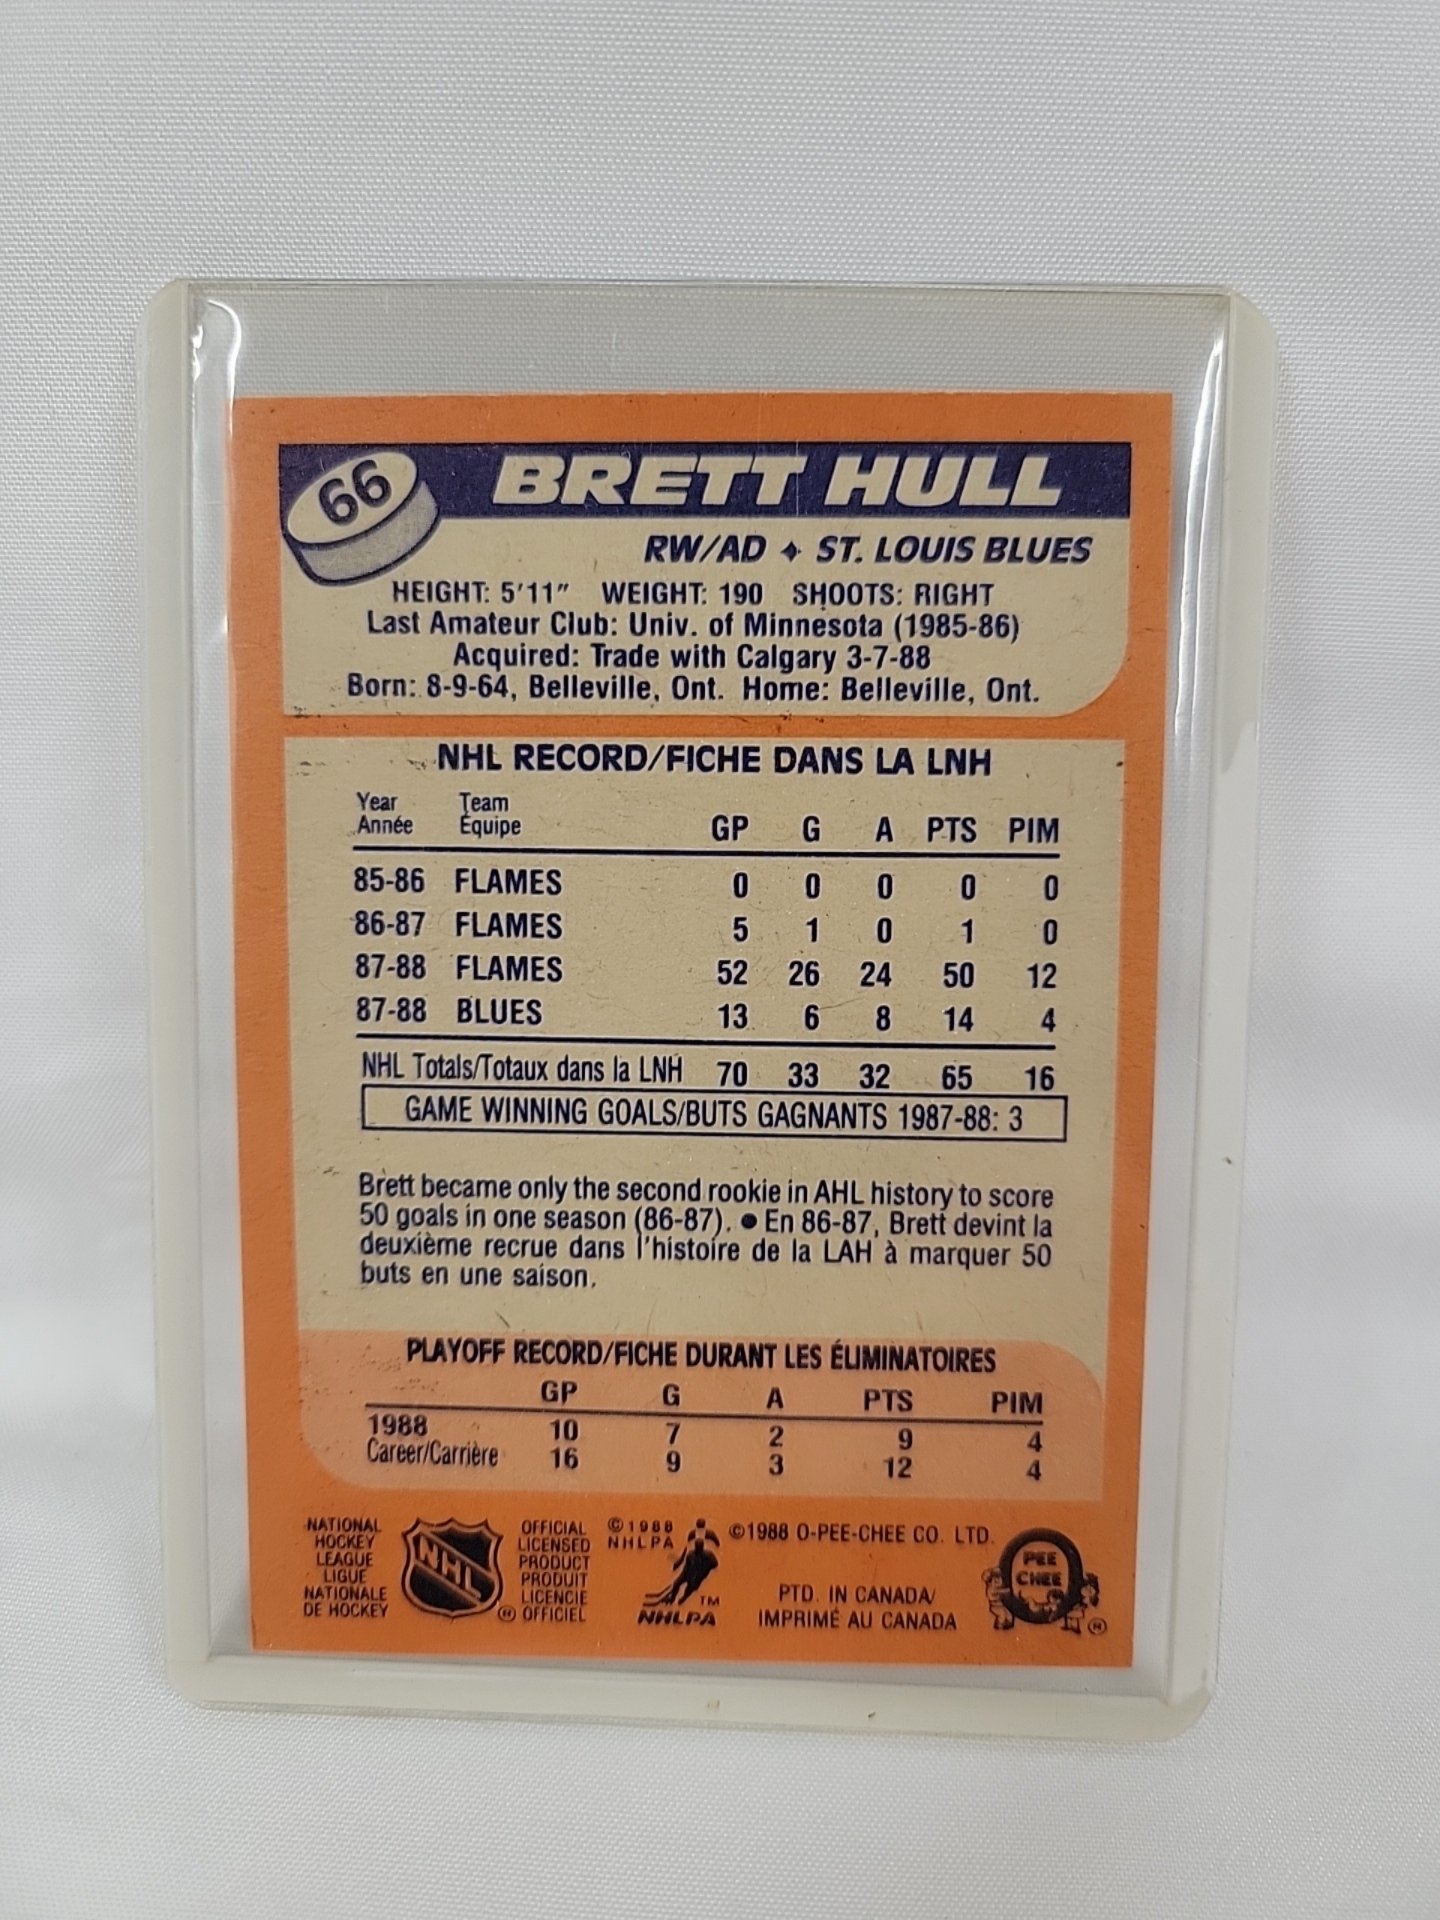 66
BRETT HULL
RW/AD ✦ ST. LOUIS BLUES
HEIGHT: 5'11" WEIGHT: 190 SHOOTS: RIGHT
Last Amateur Club: Univ. of Minnesota (1985-86)
Acquired: Trade with Calgary 3-7-88
Born: 8-9-64, Belleville, Ont. Home: Belleville, Ont.
NHL RECORD/FICHE DANS LA LNH
Year Team
Année Équipe GP G A PTS PIM
85-86 FLAMES 0 0 0 0 0
86-87 FLAMES 5 1 0 1 0
87-88 FLAMES 52 26 24 50 12
87-88 BLUES 13 6 8 14 4
NHL Totals/Totaux dans la LNH 70 33 32 65 16
GAME WINNING GOALS/BUTS GAGNANTS 1987-88: 3
Brett became only the second rookie in AHL history to score
50 goals in one season (86-87). ● En 86-87, Brett devint la
deuxième recrue dans l'histoire de la LAH à marquer 50
buts en une saison.
PLAYOFF RECORD/FICHE DURANT LES ÉLIMINATOIRES
GP G A PTS PIM
1988 10 7 2 9 4
Career/Carrière 16 9 3 12 4
NATIONAL
HOCKEY
LEAGUE
LIGUE
NATIONALE
DE HOCKEY
NHL
®
OFFICIAL
LICENSED
PRODUCT
PRODUIT
LICENCIE
OFFICIEL
©1988
NHLPA
TM
NHLPA
©1988 O-PEE-CHEE CO. LTD.
PTD. IN CANADA/
IMPRIMÉ AU CANADA
O
PEE
CHEE
®